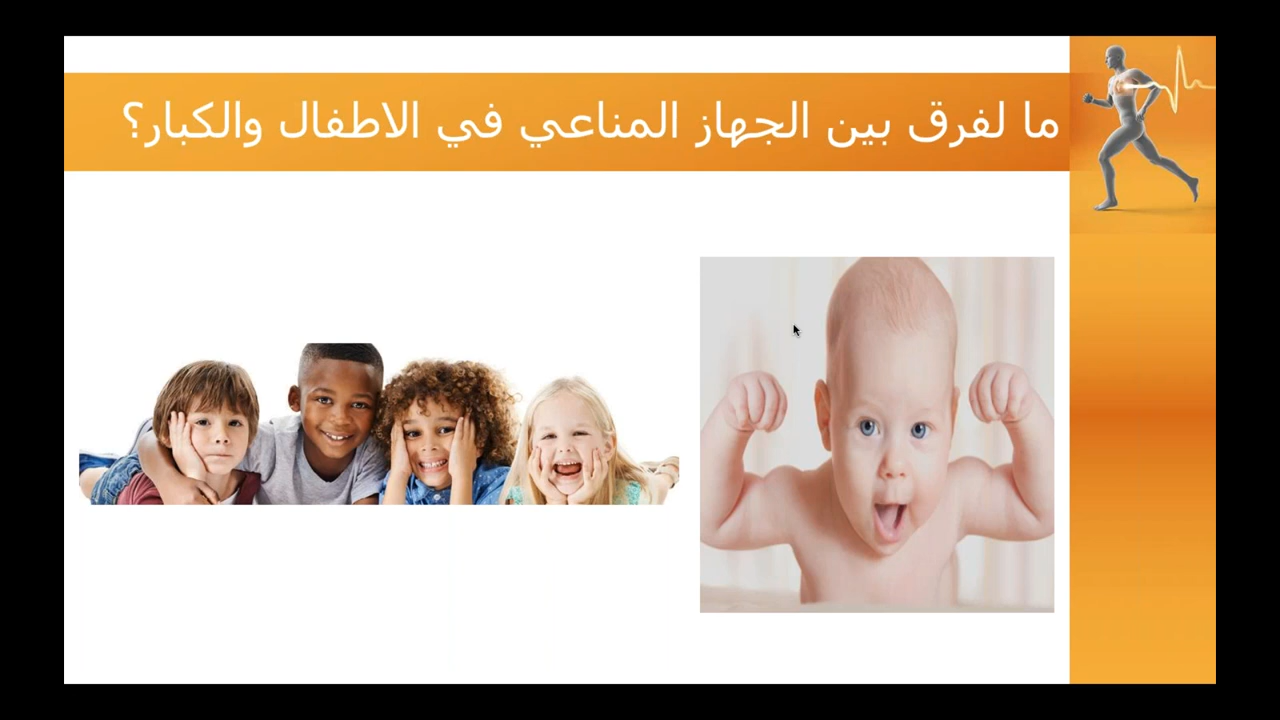 ما لفرق بين الجهاز المناعي في الاطفال والكبار؟